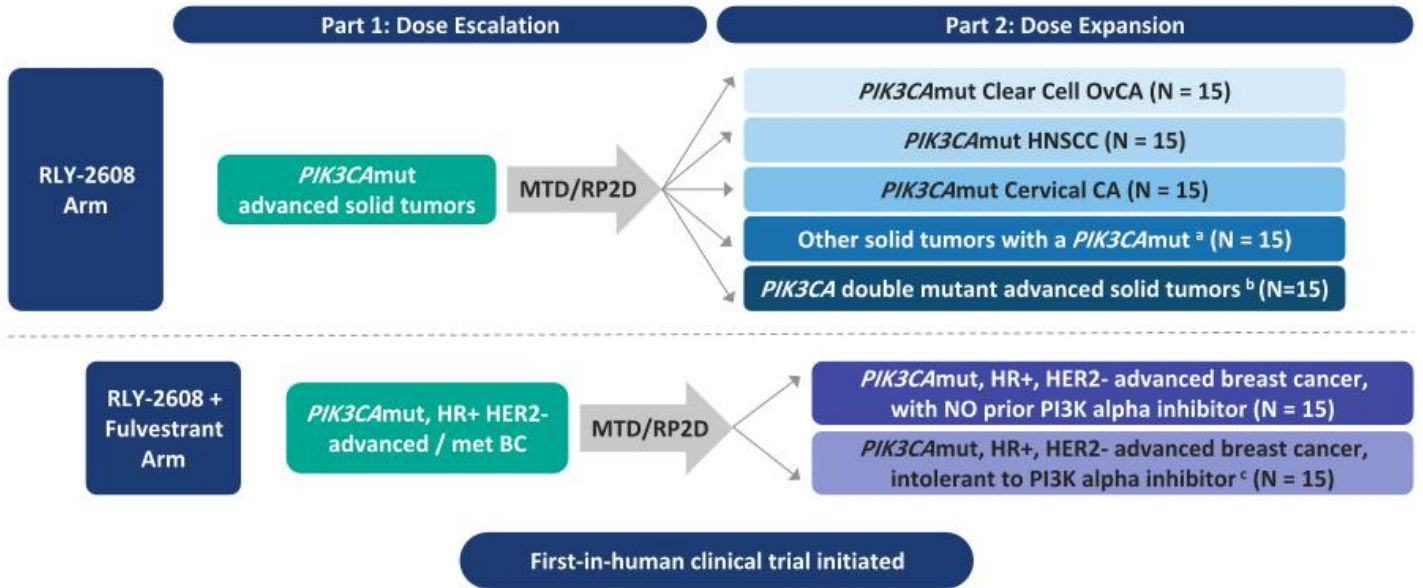 Part 1: Dose Escalation
Part 2: Dose Expansion
RLY-2608
Arm
PIK3CAmut
advanced solid tumors
MTD/RP2D
PIK3CAmut Clear Cell OvCA (N = 15)
PIK3CAmut HNSCC (N = 15)
PIK3CAmut Cervical CA (N = 15)
Other solid tumors with a PIK3CAmut a (N = 15)
PIK3CA double mutant advanced solid tumors b (N=15)
RLY-2608 +
Fulvestrant
Arm
PIK3CAmut, HR+ HER2-
advanced / met BC
MTD/RP2D
PIK3CAmut, HR+, HER2- advanced breast cancer,
with NO prior PI3K alpha inhibitor (N = 15)
PIK3CAmut, HR+, HER2- advanced breast cancer,
intolerant to PI3K alpha inhibitor c (N = 15)
First-in-human clinical trial initiated